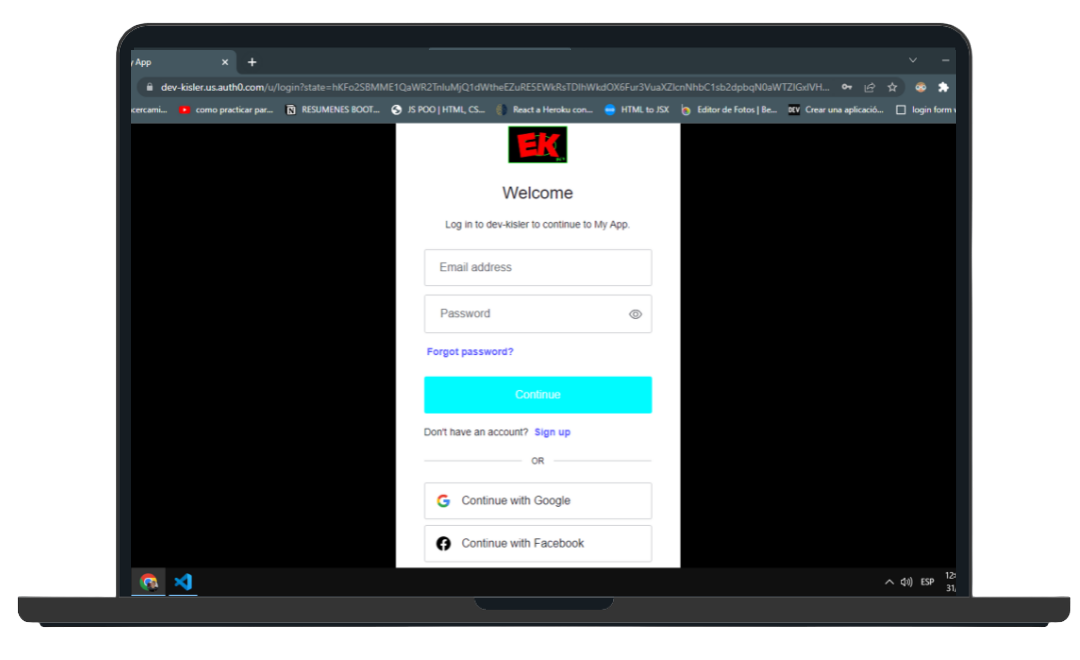 y App
dev-kisler.us.auth0.com/u/login?state=
cercami... como practicar par... RESUMENES BOOT... JS POO | HTML, CS... React a Heroku con... HTML to JSX Editor de Fotos | Be... DEV Crear una aplicació... login form
EK
Welcome
Log in to dev-kisler to continue to My App.
Email address
Password
Forgot password?
Continue
Don't have an account? Sign up
OR
Continue with Google
Continue with Facebook
ESP
12:
31,